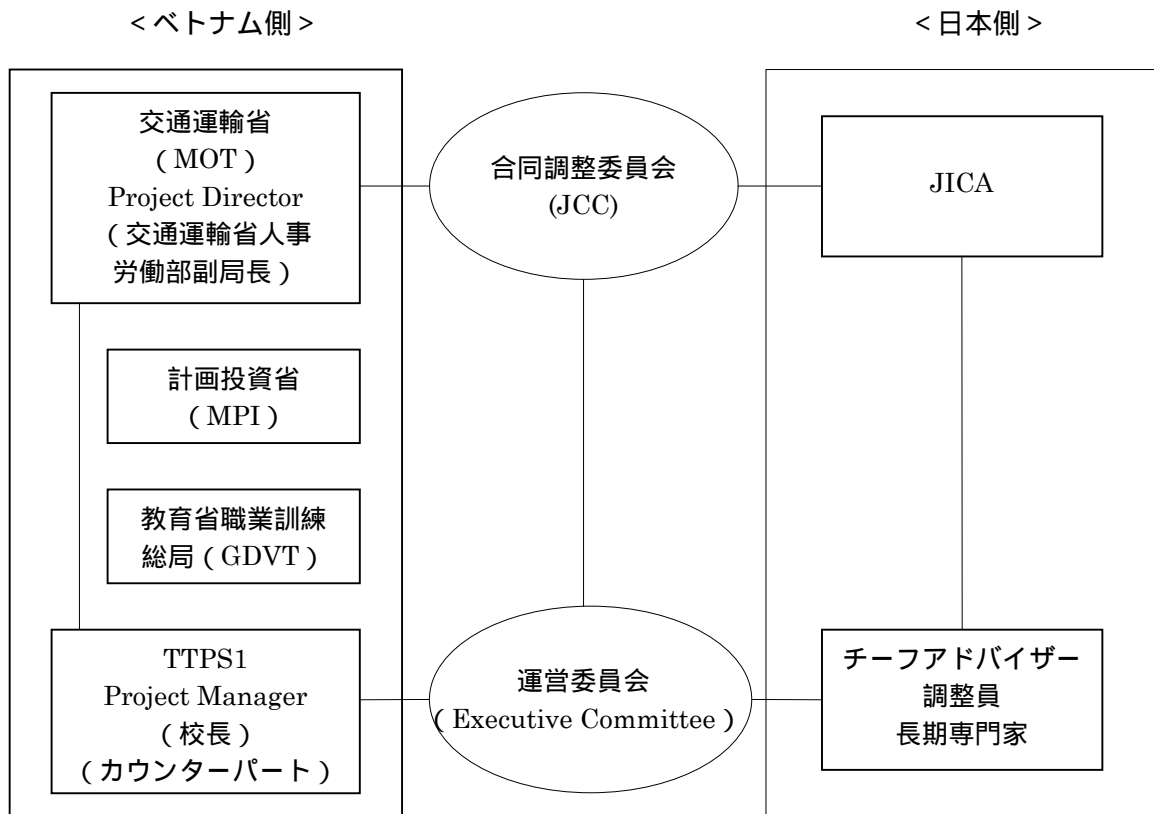 ＜ベトナム側＞
＜日本側＞
交通運輸省
（MOT）
Project Director
（交通運輸省人事
労働部副局長）
合同調整委員会
(JCC)
JICA
計画投資省
（MPI）
教育省職業訓練
総局（GDVT）
TTPS1
Project Manager
（校長）
（カウンターパート）
運営委員会
（Executive Committee）
チーフアドバイザー
調整員
長期専門家